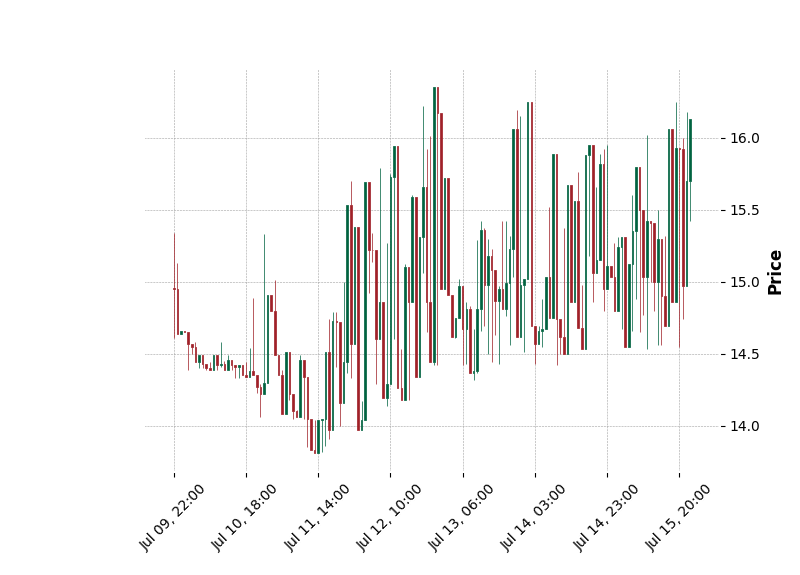 16.0
15.5
15.0
14.5
14.0
Price
Jul 09, 22:00
Jul 10, 18:00
Jul 11, 14:00
Jul 12, 10:00
Jul 13, 06:00
Jul 14, 03:00
Jul 14, 23:00
Jul 15, 20:00